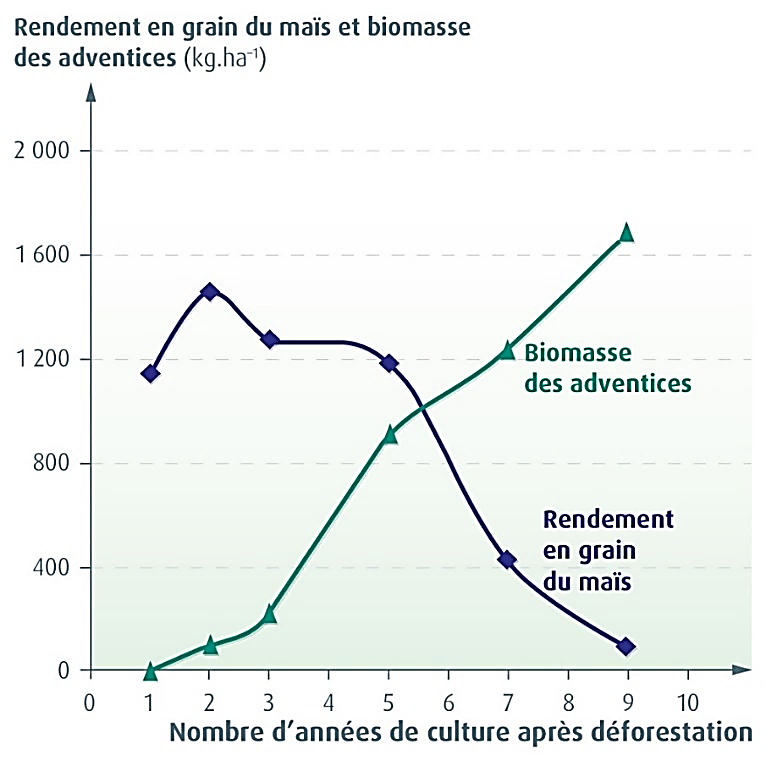 Rendement en grain du maïs et biomasse
des adventices (kg.ha⁻¹)
2 000
1 600
1 200
800
400
0
Biomasse
des adventices
Rendement
en grain
du maïs
0 1 2 3 4 5 6 7 8 9 10
Nombre d'années de culture après déforestation